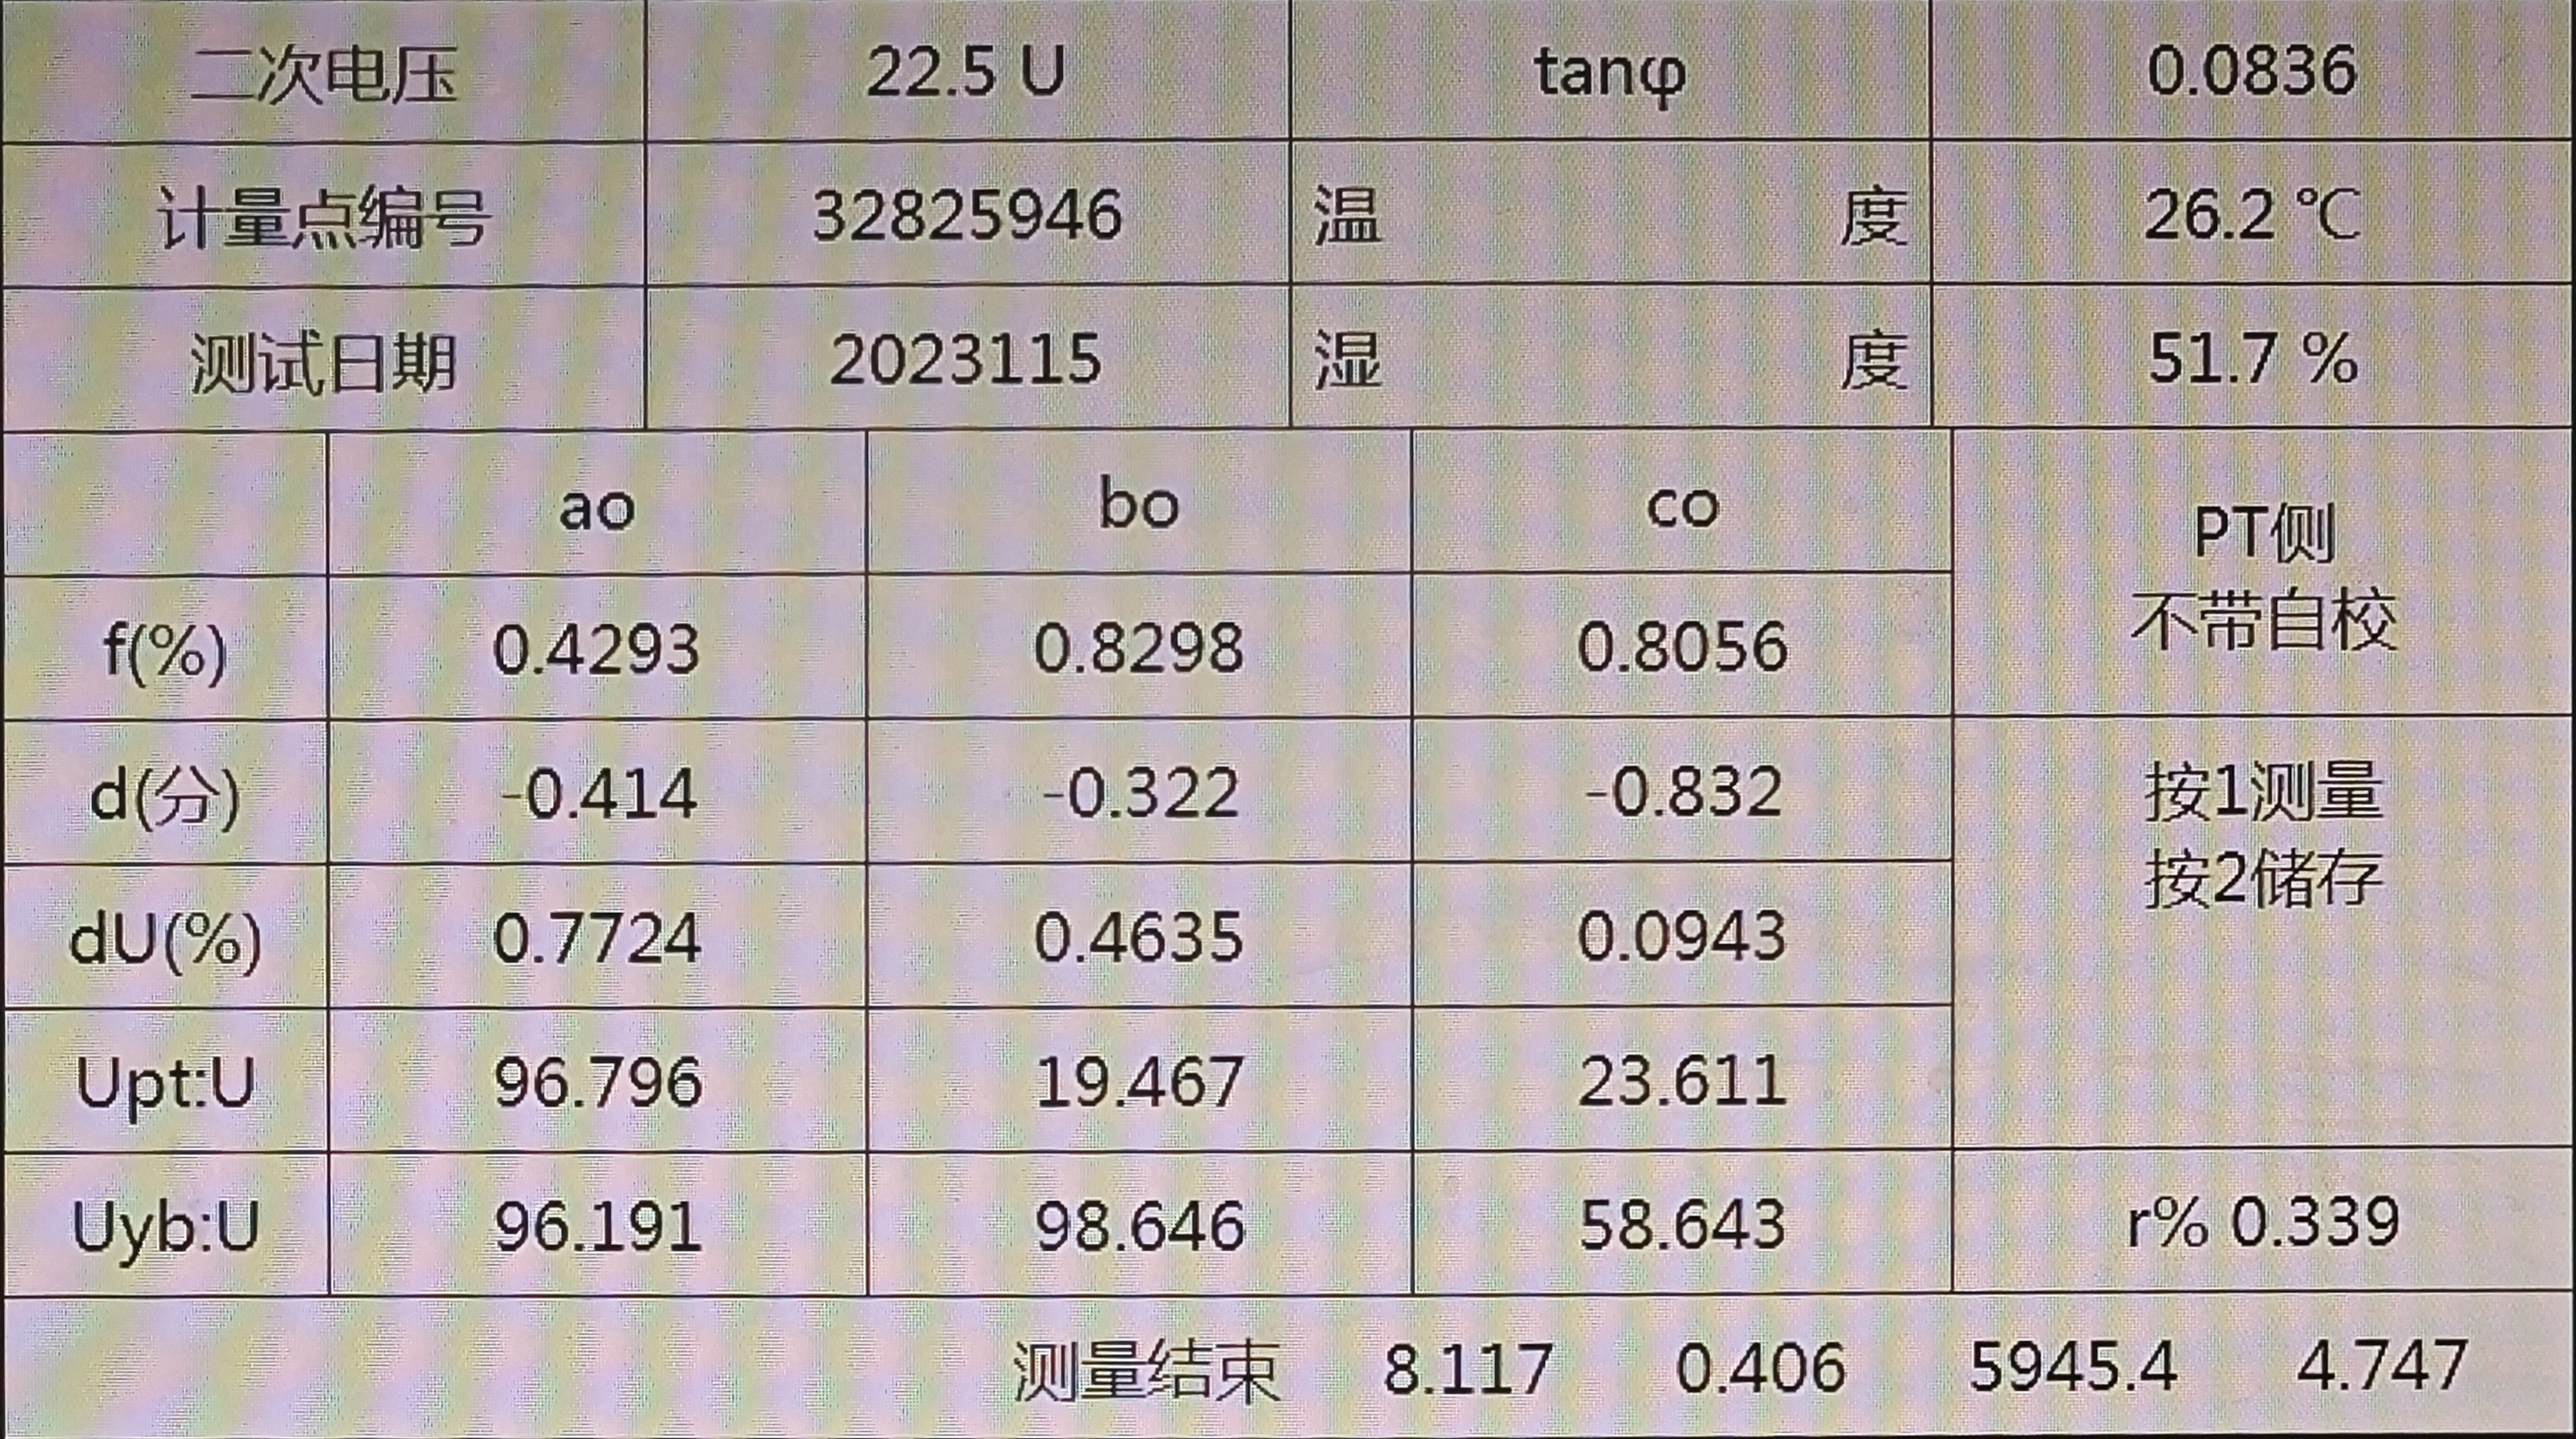 二次电压 22.5 U tanφ 0.0836
计量点编号 32825946 温 度 26.2 ℃
测试日期 2023115 湿 度 51.7 %
ao bo co PT侧
不带自校
f(%) 0.4293 0.8298 0.8056
d(分) -0.414 -0.322 -0.832 按1测量
按2储存
dU(%) 0.7724 0.4635 0.0943
Upt:U 96.796 19.467 23.611
Uyb:U 96.191 98.646 58.643 r% 0.339
测量结束 8.117 0.406 5945.4 4.747